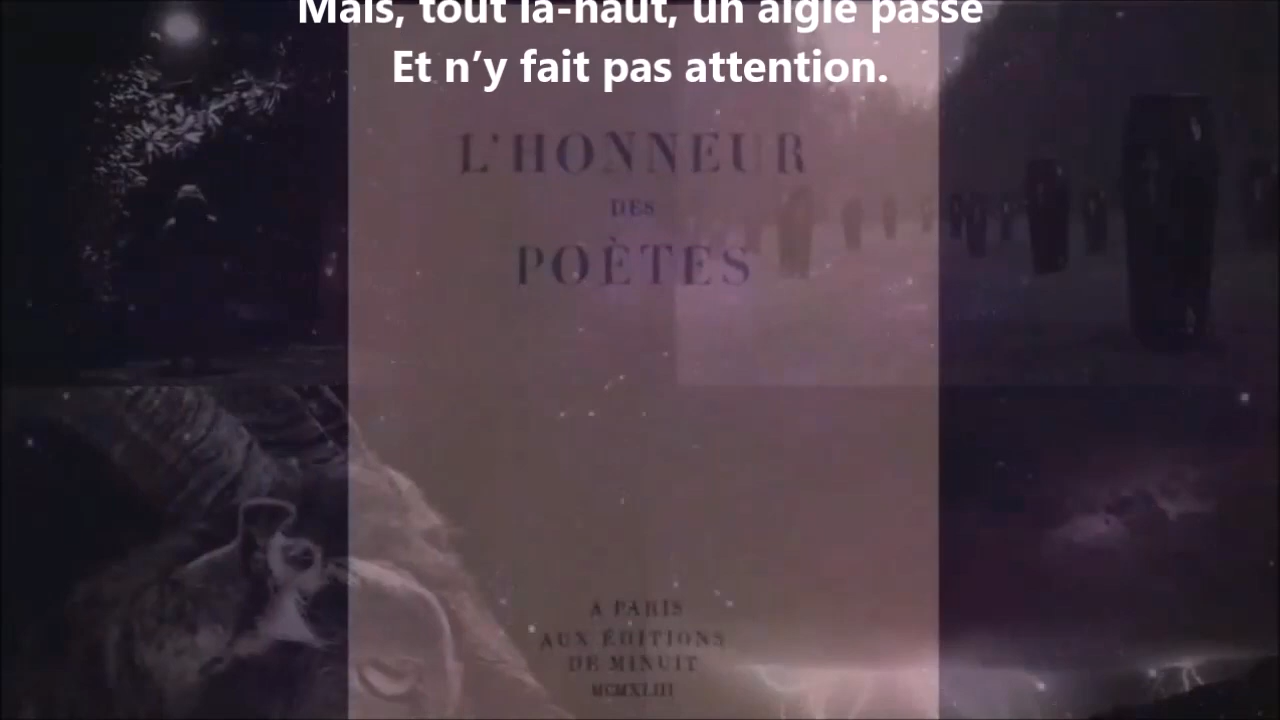 Mais, tout là-haut, un aigle passe
Et n’y fait pas attention.
L'HONNEUR
DES
POÈTES
A PARIS
AUX ÉDITIONS
DE MINUIT
MCMXLIII